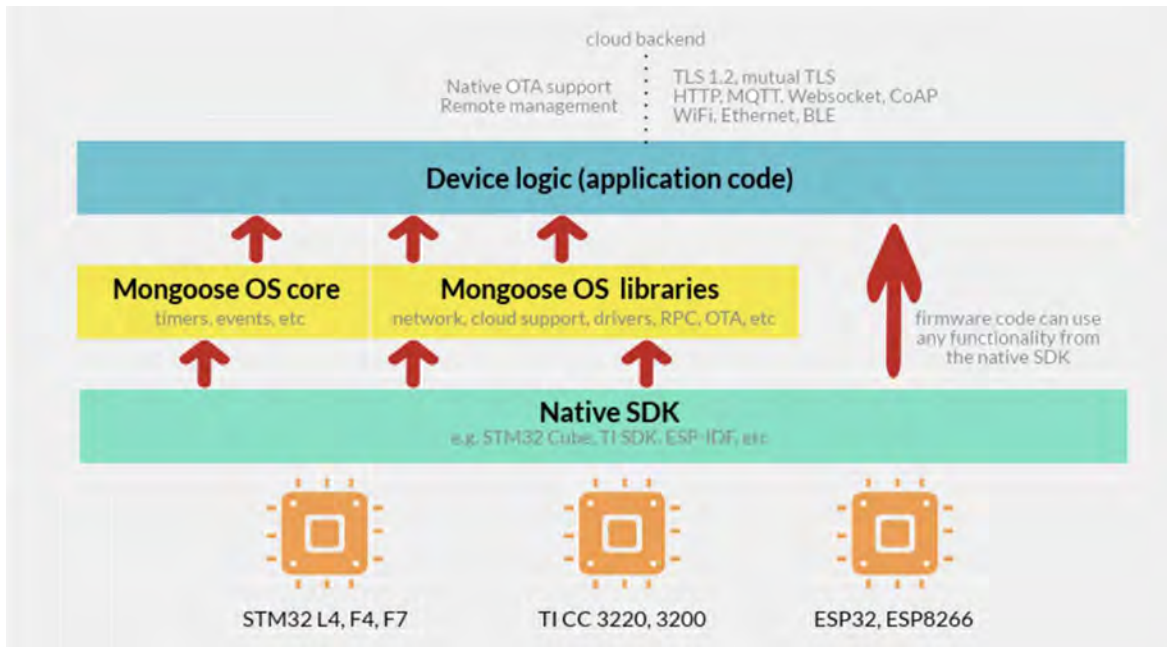 cloud backend
Native OTA support
Remote management
TLS 1.2, mutual TLS
HTTP, MQTT, Websocket, CoAP
WiFi, Ethernet, BLE
Device logic (application code)
Mongoose OS core
timers, events, etc
Mongoose OS libraries
network, cloud support, drivers, RPC, OTA, etc
firmware code can use
any functionality from
the native SDK
Native SDK
e.g. STM32 Cube, TI SDK, ESP-IDF, etc
STM32 L4, F4, F7
TI CC 3220, 3200
ESP32, ESP8266